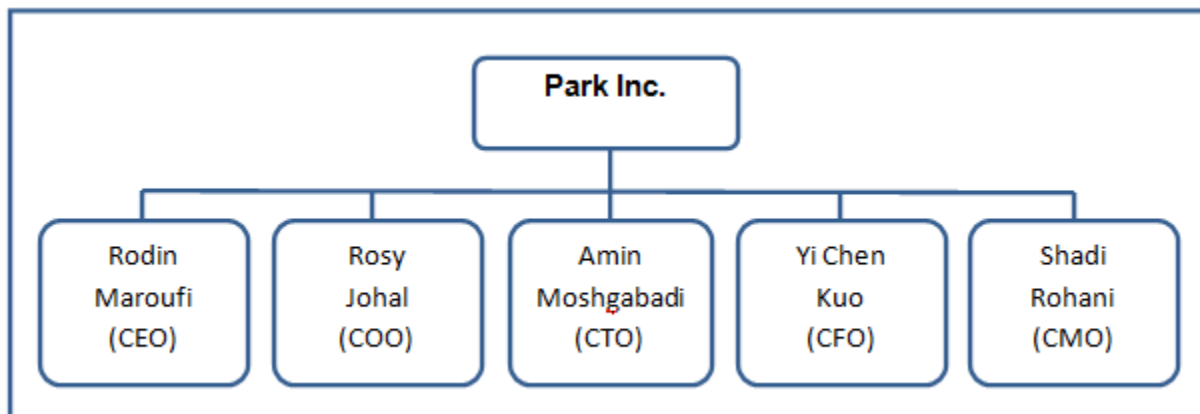 Park Inc.
Rodin
Maroufi
(CEO)
Rosy
Johal
(COO)
Amin
Moshgabadi
(CTO)
Yi Chen
Kuo
(CFO)
Shadi
Rohani
(CMO)